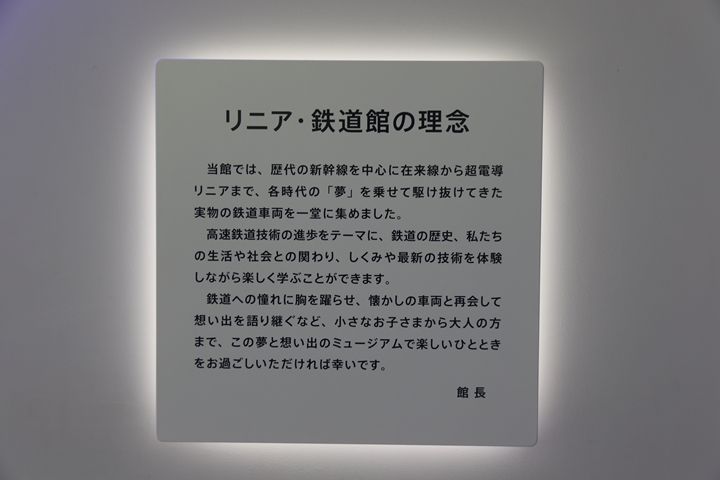 リニア・鉄道館の理念
当館では、歴代の新幹線を中心に在来線から超電導
リニアまで、各時代の「夢」を乗せて駆け抜けてきた
実物の鉄道車両を一堂に集めました。
高速鉄道技術の進歩をテーマに、鉄道の歴史、私たち
の生活や社会との関わり、しくみや最新の技術を体験
しながら楽しく学ぶことができます。
鉄道への憧れに胸を躍らせ、懐かしの車両と再会して
想い出を語り継ぐなど、小さなお子さまから大人の方
まで、この夢と想い出のミュージアムで楽しいひととき
をお過ごしいただければ幸いです。
館 長